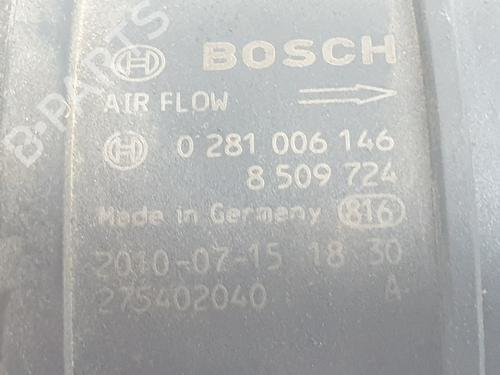 BOSCH
AIR FLOW
0 281 006 146
8 509 724
Made in Germany 816
2010-07-15 18 30
275402040 A
B-PARTS